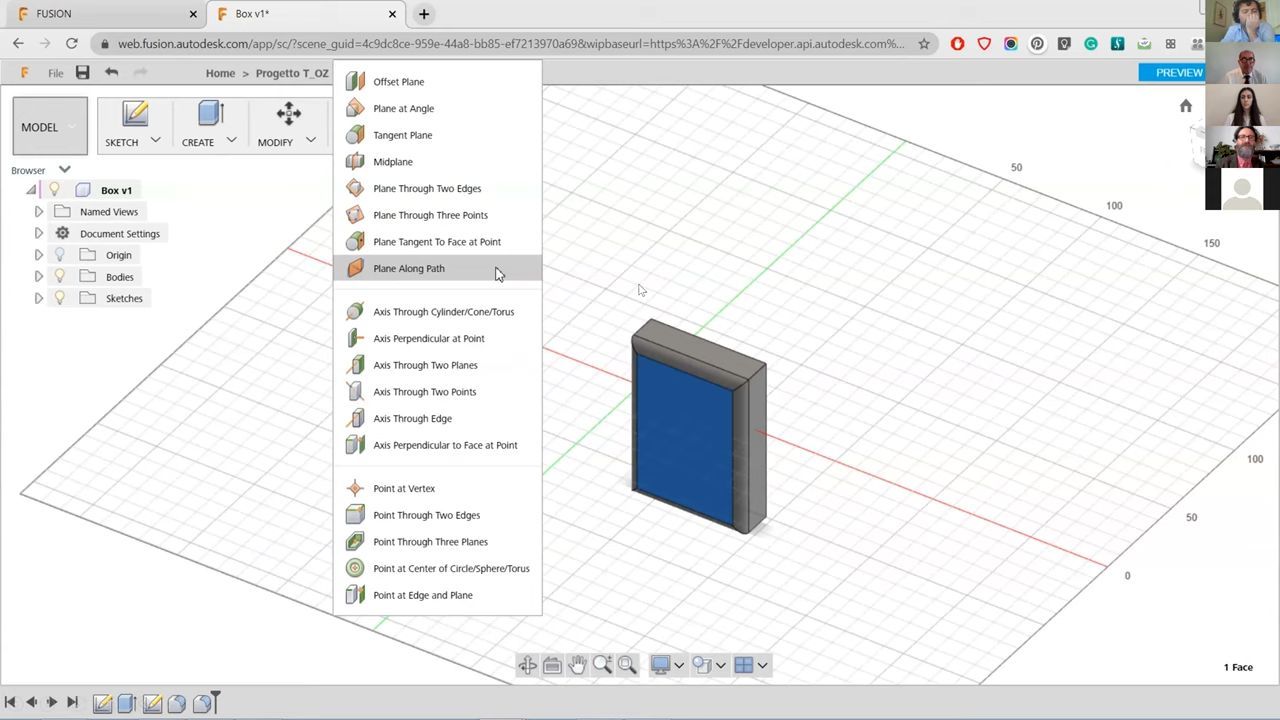 FUSION
Box v1*
web.fusion.autodesk.com/app/sv?scene_guid=4c9d4c8ce-959e-44a8-bb85-ef7213970a69&wipbaseurl=https%3A%2F%2Fdeveloper.api.autodesk.com%...
File
Home > Progetto T_OZ
PREVIEW
MODEL
SKETCH
CREATE
MODIFY
Browser
Box v1
Named Views
Document Settings
Origin
Bodies
Sketches
Offset Plane
Plane at Angle
Tangent Plane
Midplane
Plane Through Two Edges
Plane Through Three Points
Plane Tangent To Face at Point
Plane Along Path
Axis Through Cylinder/Cone/Torus
Axis Perpendicular at Point
Axis Through Two Planes
Axis Through Two Points
Axis Through Edge
Axis Perpendicular to Face at Point
Point at Vertex
Point Through Two Edges
Point Through Three Planes
Point at Center of Circle/Sphere/Torus
Point at Edge and Plane
50
100
150
100
50
0
1 Face